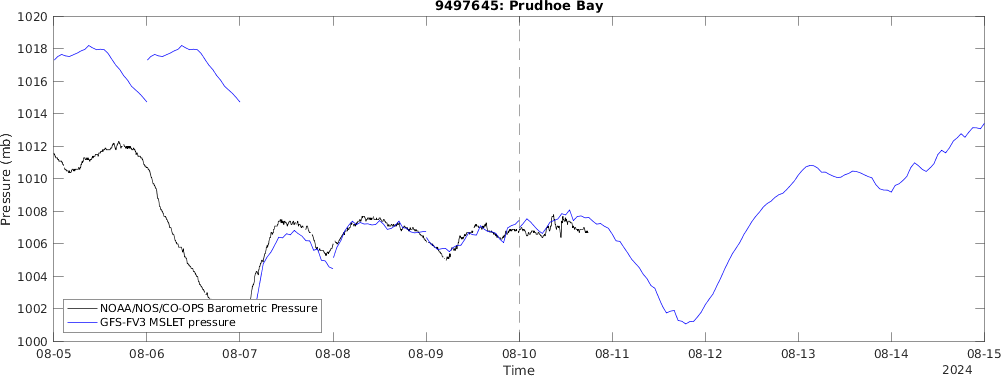 9497645: Prudhoe Bay
Pressure (mb)
1020
1018
1016
1014
1012
1010
1008
1006
1004
1002
1000
NOAA/NOS/CO-OPS Barometric Pressure
GFS-FV3 MSLET pressure
08-05 08-06 08-07 08-08 08-09 08-10 08-11 08-12 08-13 08-14 08-15
Time
2024